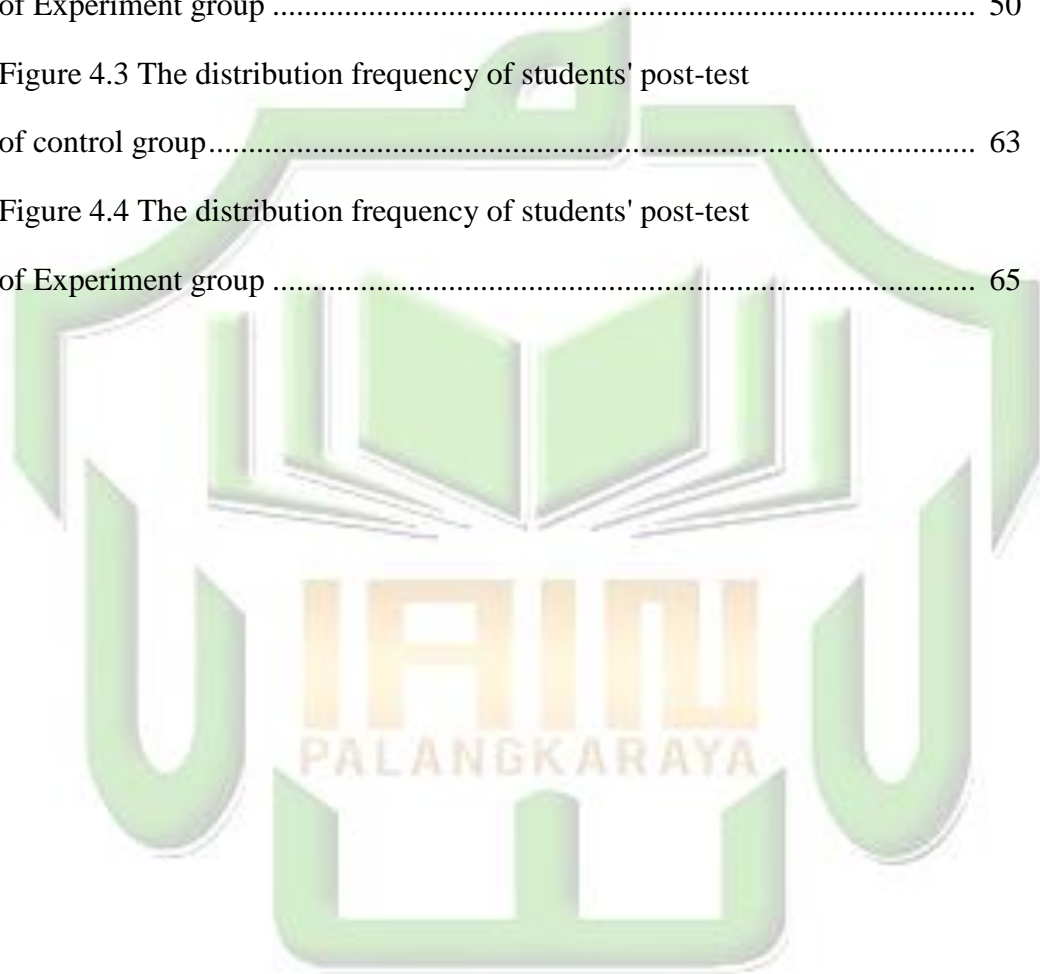 of Experiment group ........................................................................................ 50
Figure 4.3 The distribution frequency of students' post-test
of control group................................................................................................ 63
Figure 4.4 The distribution frequency of students' post-test
of Experiment group ........................................................................................ 65
IAIN
PALANGKARAYA